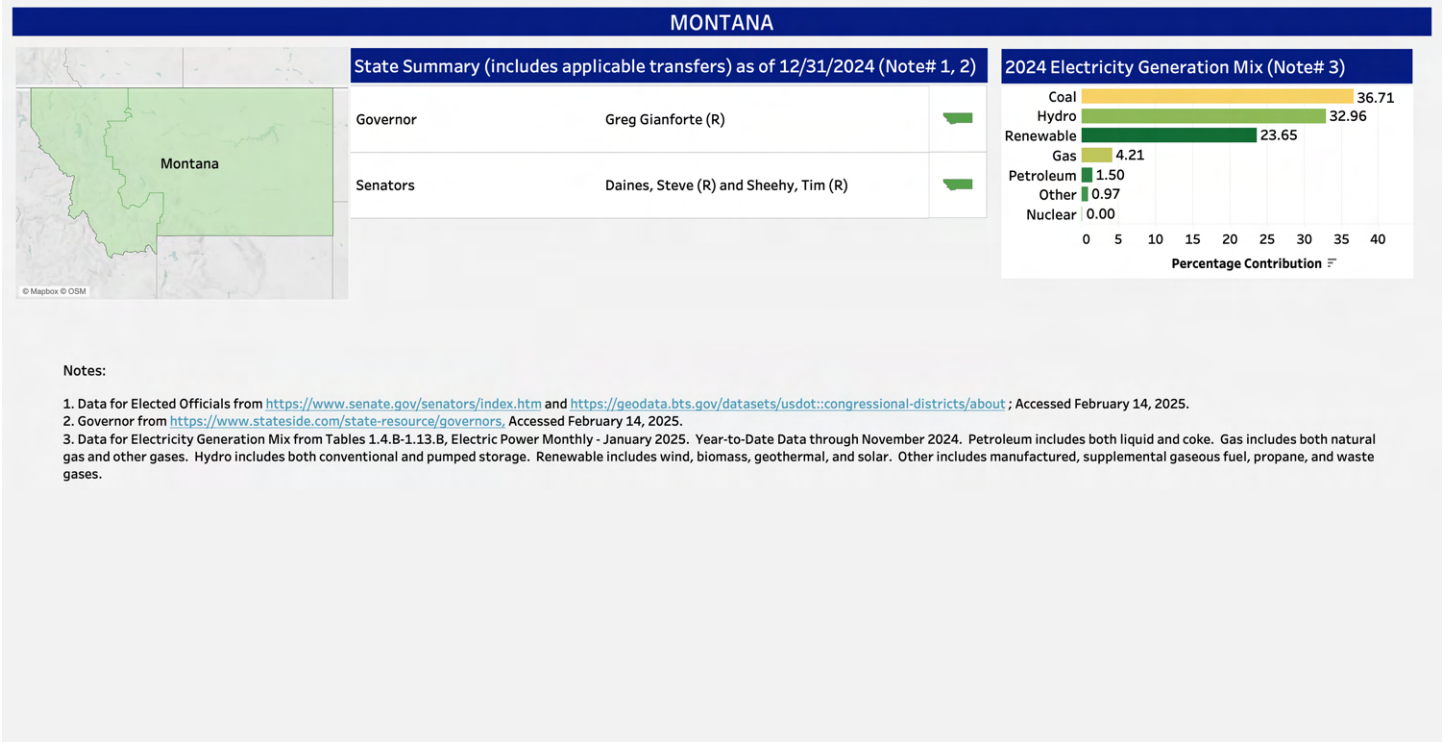 MONTANA
Montana
© Mapbox © OSM
State Summary (includes applicable transfers) as of 12/31/2024 (Note# 1, 2)
Governor Greg Gianforte (R)
Senators Daines, Steve (R) and Sheehy, Tim (R)
2024 Electricity Generation Mix (Note# 3)
Coal 36.71
Hydro 32.96
Renewable 23.65
Gas 4.21
Petroleum 1.50
Other 0.97
Nuclear 0.00
0 5 10 15 20 25 30 35 40
Percentage Contribution
Notes:
1. Data for Elected Officials from https://www.senate.gov/senators/index.htm and https://geodata.bts.gov/datasets/usdot::congressional-districts/about ; Accessed February 14, 2025.
2. Governor from https://www.stateside.com/state-resource/governors, Accessed February 14, 2025.
3. Data for Electricity Generation Mix from Tables 1.4.B-1.13.B, Electric Power Monthly - January 2025. Year-to-Date Data through November 2024. Petroleum includes both liquid and coke. Gas includes both natural
gas and other gases. Hydro includes both conventional and pumped storage. Renewable includes wind, biomass, geothermal, and solar. Other includes manufactured, supplemental gaseous fuel, propane, and waste
gases.